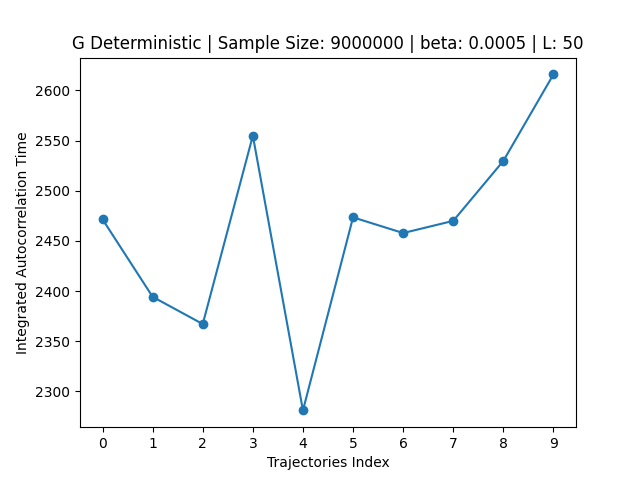 G Deterministic | Sample Size: 9000000 | beta: 0.0005 | L: 50
Integrated Autocorrelation Time
2600
2550
2500
2450
2400
2350
2300
0 1 2 3 4 5 6 7 8 9
Trajectories Index